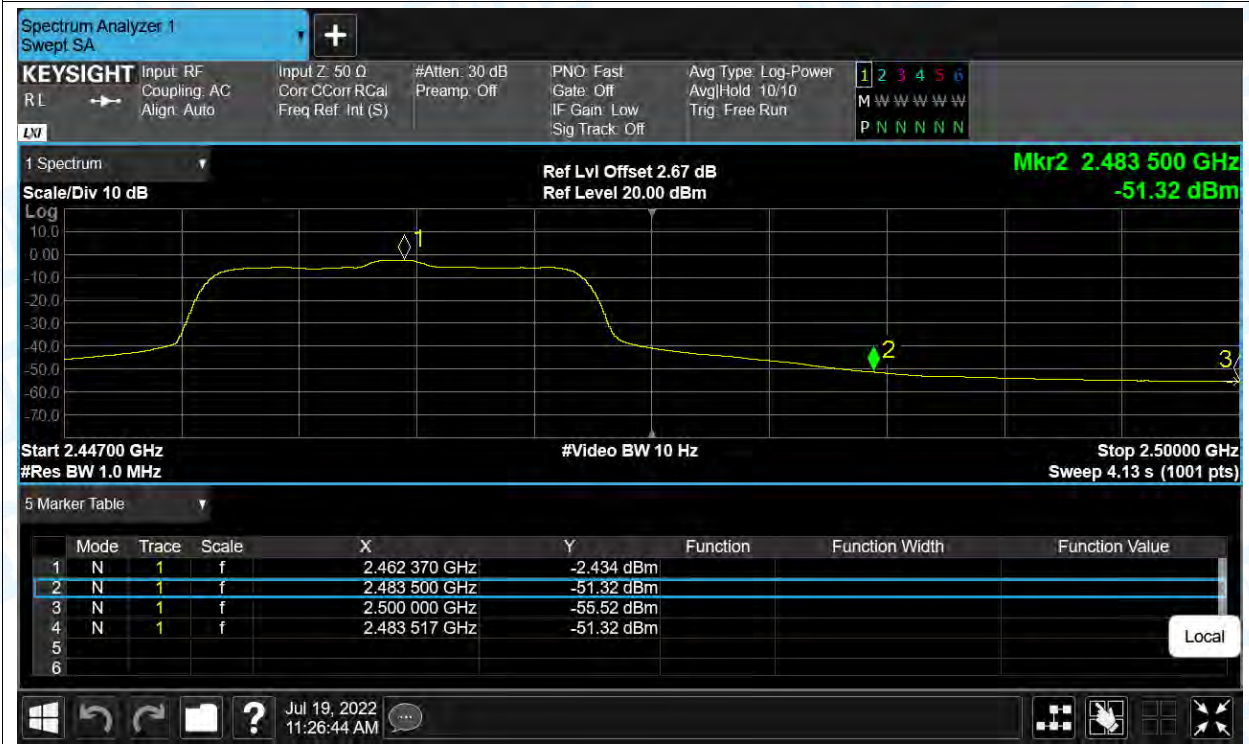 Spectrum Analyzer 1
Swept SA
+
KEYSIGHT
RL
LXI
Input: RF
Coupling: AC
Align: Auto
Input Z: 50 Ω
Corr CCorr RCal
Freq Ref: Int (S)
#Atten: 30 dB
Preamp: Off
PNO: Fast
Gate: Off
IF Gain: Low
Sig Track: Off
Avg Type: Log-Power
Avg|Hold: 10/10
Trig: Free Run
1 2 3 4 5 6
M W W W W W
P N N N N N
1 Spectrum
Scale/Div 10 dB
Ref Lvl Offset 2.67 dB
Ref Level 20.00 dBm
Mkr2 2.483 500 GHz
-51.32 dBm
Log
10.0
0.00
-10.0
-20.0
-30.0
-40.0
-50.0
-60.0
-70.0
1
2
3
Start 2.44700 GHz
#Res BW 1.0 MHz
#Video BW 10 Hz
Stop 2.50000 GHz
Sweep 4.13 s (1001 pts)
5 Marker Table
Mode Trace Scale X Y Function Function Width Function Value
1 N 1 f 2.462 370 GHz -2.434 dBm
2 N 1 f 2.483 500 GHz -51.32 dBm
3 N 1 f 2.500 000 GHz -55.52 dBm
4 N 1 f 2.483 517 GHz -51.32 dBm
5
6
Local
?
Jul 19, 2022
11:26:44 AM